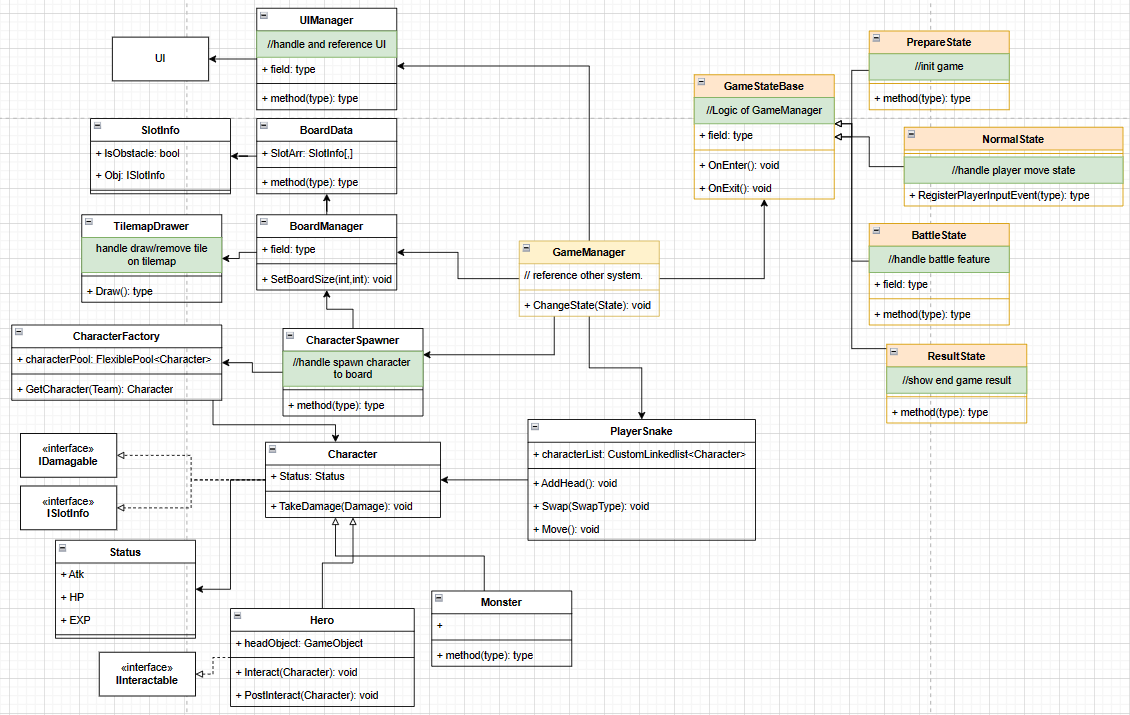 UI
UIManager
//handle and reference UI
+ field: type
+ method(type): type
SlotInfo
+ IsObstacle: bool
+ Obj: ISlotInfo
BoardData
+ SlotArr: SlotInfo[,]
+ method(type): type
TilemapDrawer
handle draw/remove tile
on tilemap
+ Draw(): type
BoardManager
+ field: type
+ SetBoardSize(int,int): void
CharacterFactory
+ characterPool: FlexiblePool<Character>
+ GetCharacter(Team): Character
CharacterSpawner
//handle spawn character
to board
+ method(type): type
GameManager
// reference other system.
+ ChangeState(State): void
GameStateBase
//Logic of GameManager
+ field: type
+ OnEnter(): void
+ OnExit(): void
PrepareState
//init game
+ method(type): type
NormalState
//handle player move state
+ RegisterPlayerInputEvent(type): type
BattleState
//handle battle feature
+ field: type
+ method(type): type
ResultState
//show end game result
+ method(type): type
«interface»
IDamagable
«interface»
ISlotInfo
Character
+ Status: Status
+ TakeDamage(Damage): void
PlayerSnake
+ characterList: CustomLinkedlist<Character>
+ AddHead(): void
+ Swap(SwapType): void
+ Move(): void
Status
+ Atk
+ HP
+ EXP
Hero
+ headObject: GameObject
+ Interact(Character): void
+ PostInteract(Character): void
Monster
+
+ method(type): type
«interface»
IInteractable